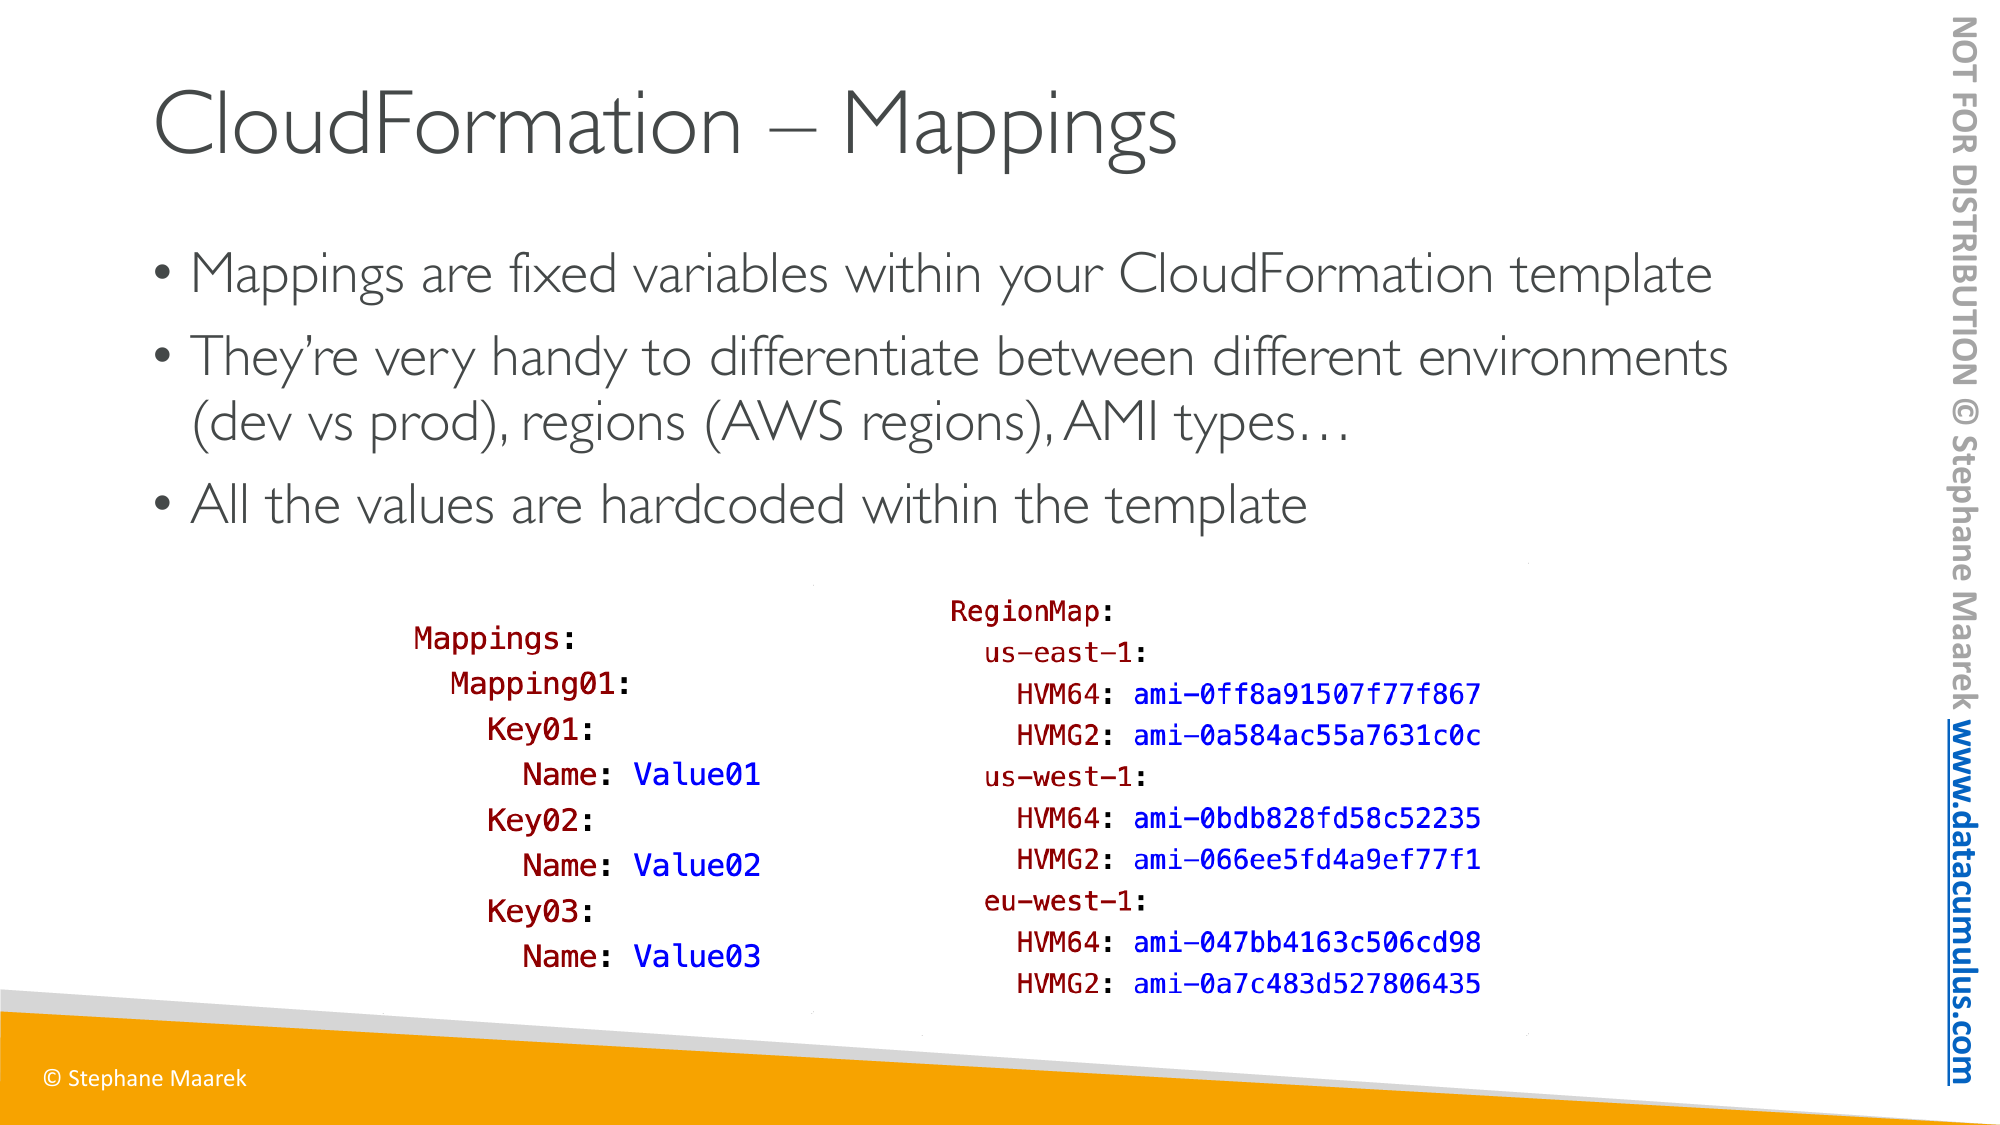 CloudFormation – Mappings
• Mappings are fixed variables within your CloudFormation template
• They’re very handy to differentiate between different environments
(dev vs prod), regions (AWS regions), AMI types…
• All the values are hardcoded within the template
Mappings:
  Mapping01:
    Key01:
      Name: Value01
    Key02:
      Name: Value02
    Key03:
      Name: Value03
RegionMap:
  us-east-1:
    HVM64: ami-0ff8a91507f77f867
    HVMG2: ami-0a584ac55a7631c0c
  us-west-1:
    HVM64: ami-0bdb828fd58c52235
    HVMG2: ami-066ee5fd4a9ef77f1
  eu-west-1:
    HVM64: ami-047bb4163c506cd98
    HVMG2: ami-0a7c483d527806435
© Stephane Maarek
NOT FOR DISTRIBUTION © Stephane Maarek www.datacumulus.com